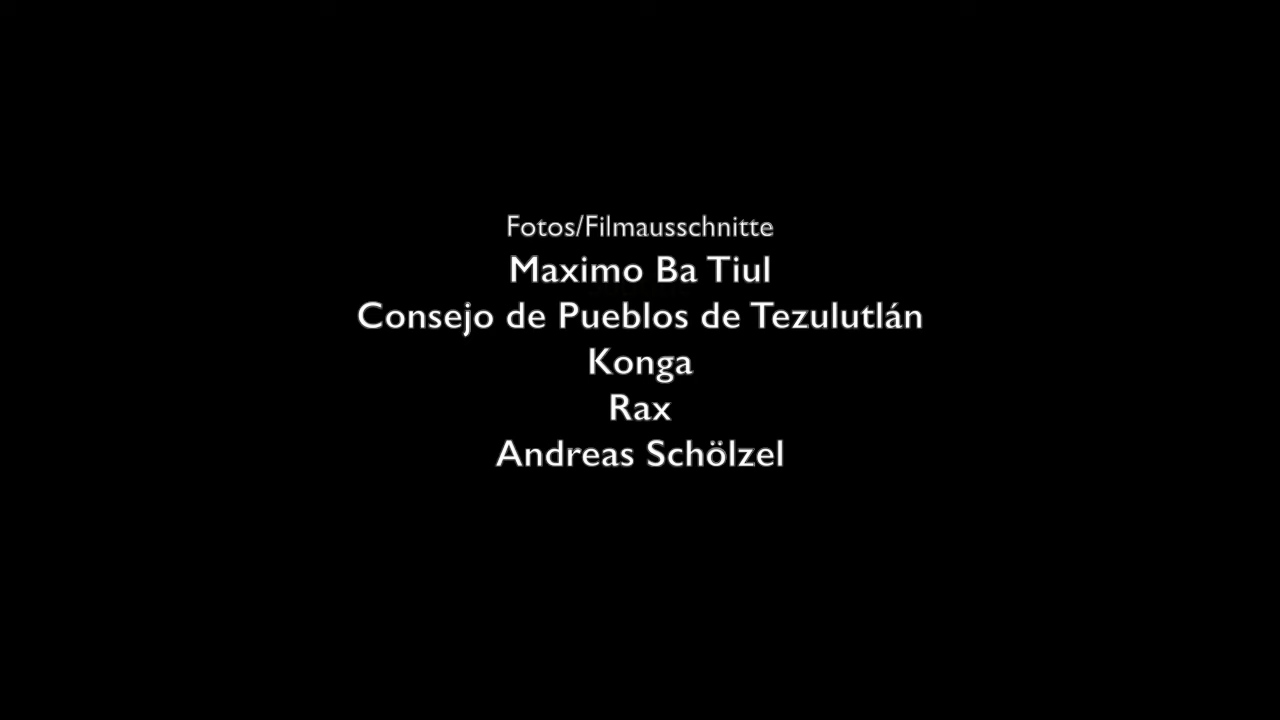 Fotos/Filmausschnitte
Maximo Ba Tiul
Consejo de Pueblos de Tezulutlán
Konga
Rax
Andreas Schölzel